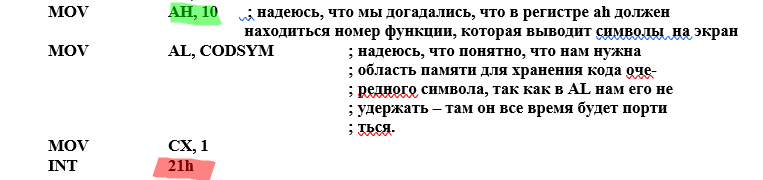 MOV AH, 10 ; надеюсь, что мы догадались, что в регистре ah должен
находиться номер функции, которая выводит символы на экран
MOV AL, CODSYM ; надеюсь, что понятно, что нам нужна
; область памяти для хранения кода оче-
; редного символа, так как в AL нам его не
; удержать – там он все время будет порти
; ться.
MOV CX, 1
INT 21h